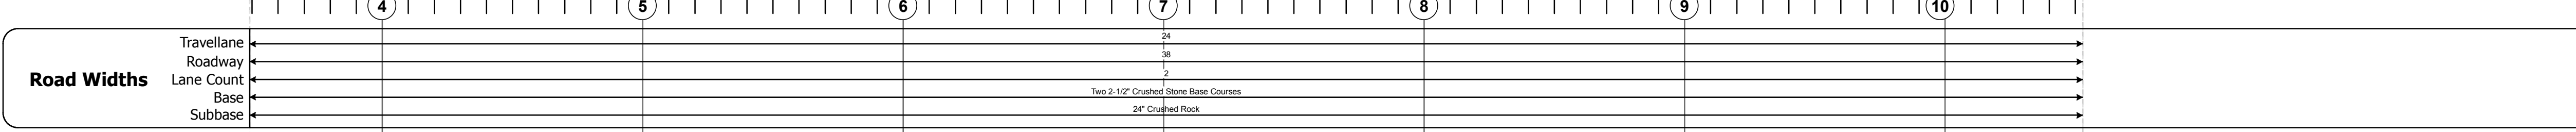 4 5 6 7 8 9 10
Travellane 24
Roadway 38
Road Widths Lane Count 2
Base Two 2-1/2" Crushed Stone Base Courses
Subbase 24" Crushed Rock